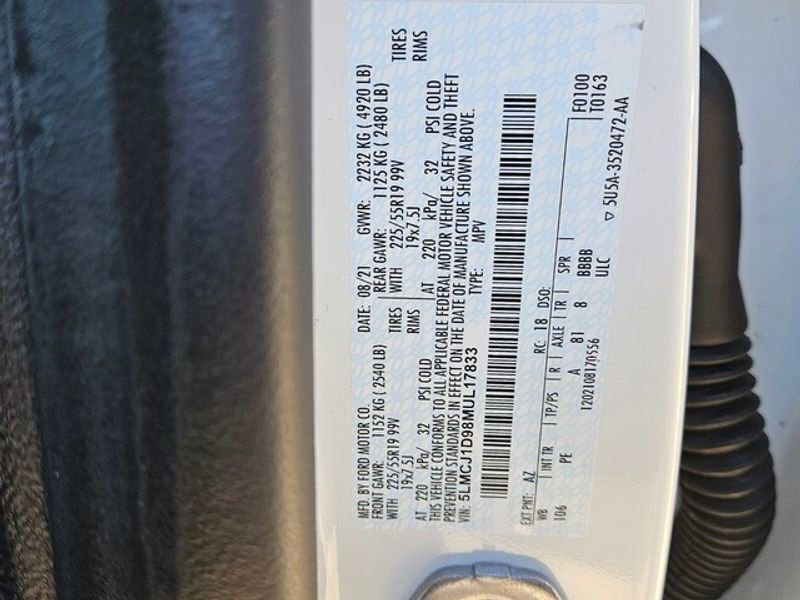 MFD. BY FORD MOTOR CO. DATE: 08/21 GVWR: 2232 KG ( 4920 LB)
FRONT GAWR: 1152 KG ( 2540 LB) REAR GAWR: 1125 KG ( 2480 LB)
WITH 225/55R19 99V TIRES WITH 225/55R19 99V TIRES
19x7.5J RIMS 19x7.5J RIMS
AT 220 kPa/ 32 PSI COLD AT 220 kPa/ 32 PSI COLD
THIS VEHICLE CONFORMS TO ALL APPLICABLE FEDERAL MOTOR VEHICLE SAFETY AND THEFT
PREVENTION STANDARDS IN EFFECT ON THE DATE OF MANUFACTURE SHOWN ABOVE.
VIN: 5LMCJ1D98MUL17833 TYPE: MPV
EXT PNT: AZ RC: 18 DSO: F0100
WB INT TR TP/PS R AXLE TR SPR T0163
106 PE A 81 8 BBBB
1202108170556 ULC
▽ 5U5A-3520472-AA